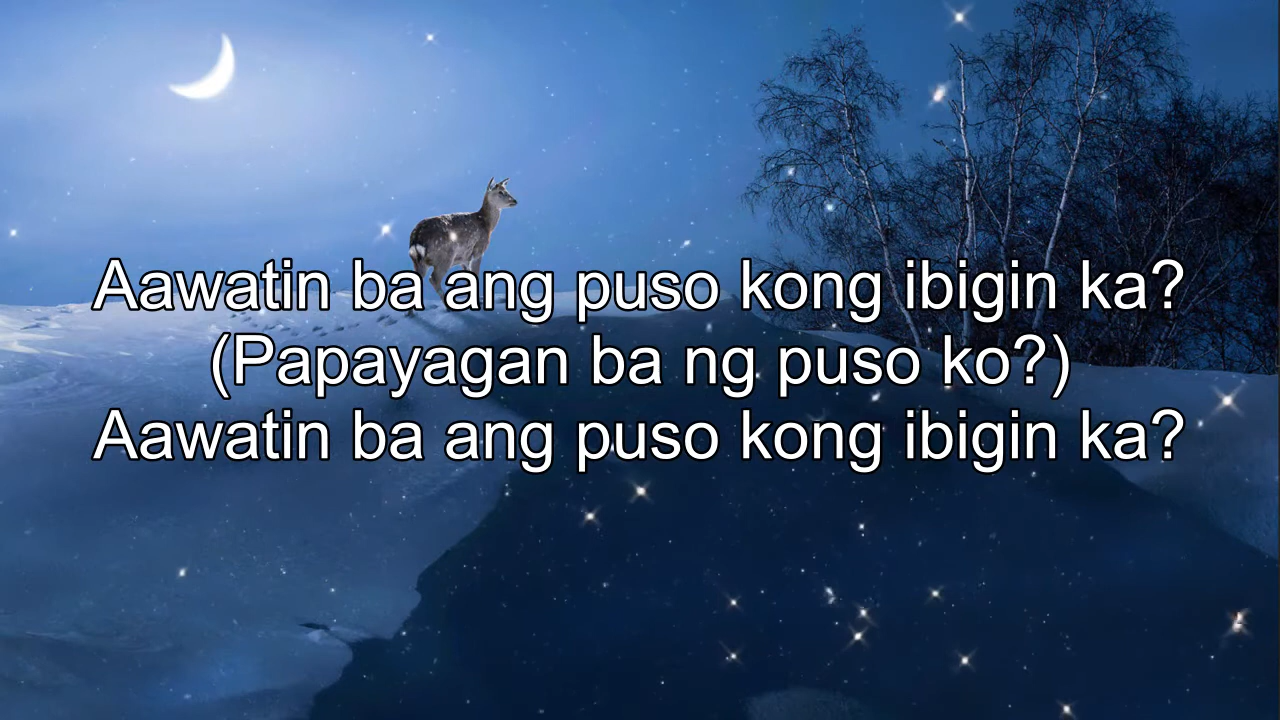 Aawatin ba ang puso kong ibigin ka?
(Papayagan ba ng puso ko?)
Aawatin ba ang puso kong ibigin ka?